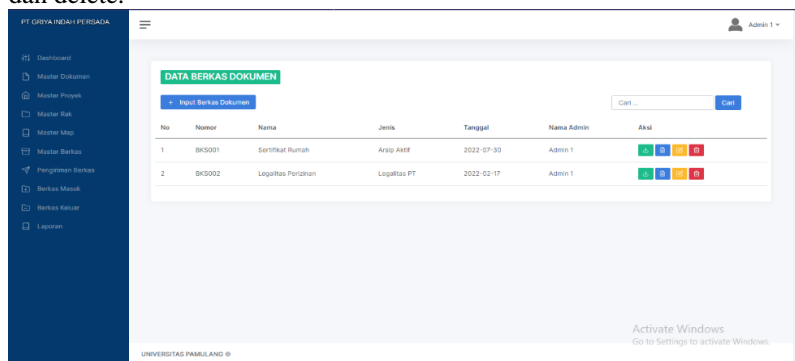 dan delete.
PT GRIYA INDAH PERSADA
Admin 1
Dashboard
Master Dokumen
Master Proyek
Master Rak
Master Map
Master Berkas
Pengiriman Berkas
Berkas Masuk
Berkas Keluar
Laporan
DATA BERKAS DOKUMEN
+ Input Berkas Dokumen
Cari ... Cari
No Nomor Nama Jenis Tanggal Nama Admin Aksi
1 BKS001 Sertifikat Rumah Arsip Aktif 2022-07-30 Admin 1
2 BKS002 Legalitas Perizinan Legalitas PT 2022-02-17 Admin 1
Activate Windows
Go to Settings to activate Windows.
UNIVERSITAS PAMULANG ©